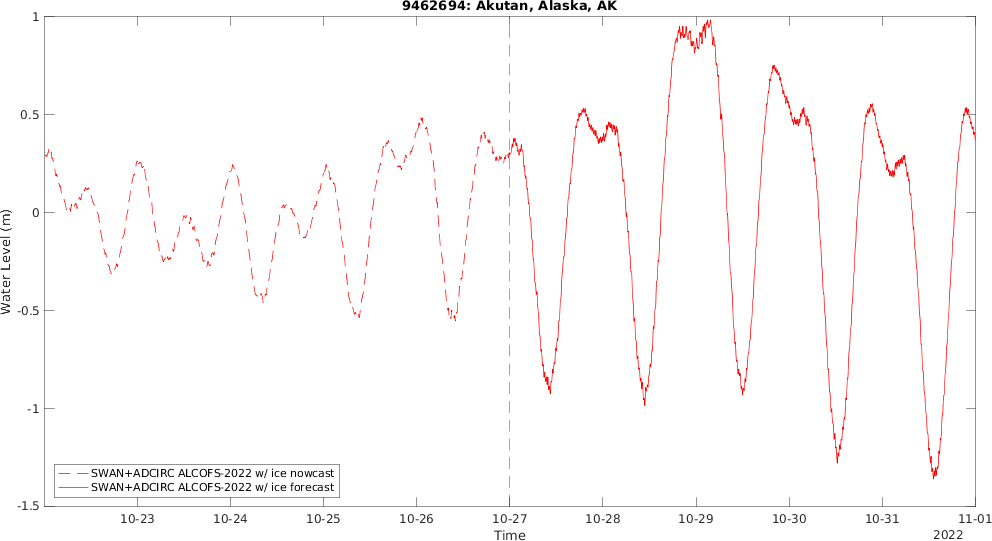 9462694: Akutan, Alaska, AK
Water Level (m)
1
0.5
0
-0.5
-1
-1.5
SWAN+ADCIRC ALCOFS-2022 w/ ice nowcast
SWAN+ADCIRC ALCOFS-2022 w/ ice forecast
10-23 10-24 10-25 10-26 10-27 10-28 10-29 10-30 10-31 11-01
Time
2022